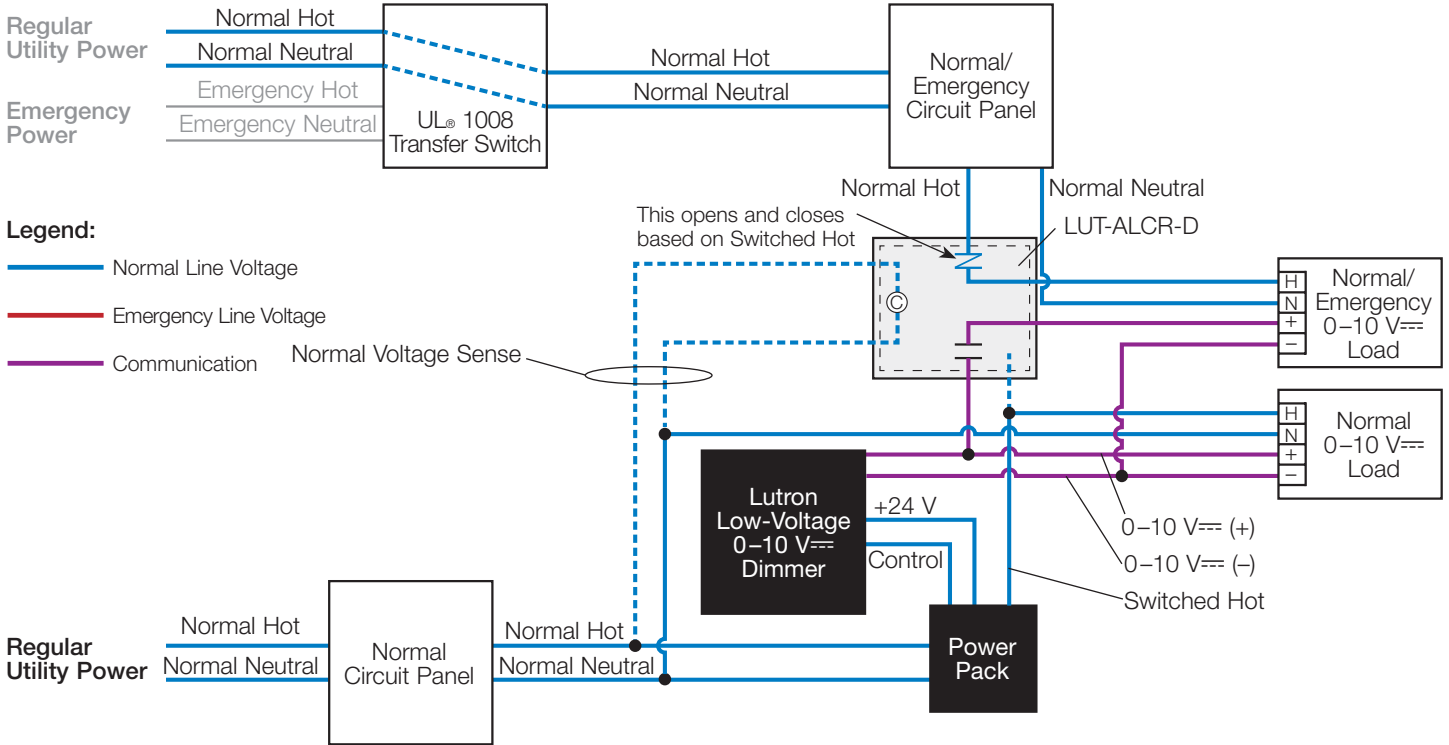 Regular
Utility Power
Normal Hot
Normal Neutral
Emergency
Power
Emergency Hot
Emergency Neutral
UL® 1008
Transfer Switch
Normal Hot
Normal Neutral
Normal/
Emergency
Circuit Panel
Normal Hot
Normal Neutral
This opens and closes
based on Switched Hot
LUT-ALCR-D
Legend:
Normal Line Voltage
Emergency Line Voltage
Communication
Normal Voltage Sense
C
H
N
+
–
Normal/
Emergency
0–10 V⎓
Load
H
N
+
–
Normal
0–10 V⎓
Load
Lutron
Low-Voltage
0–10 V⎓
Dimmer
+24 V
Control
0–10 V⎓ (+)
0–10 V⎓ (–)
Switched Hot
Regular
Utility Power
Normal Hot
Normal Neutral
Normal
Circuit Panel
Normal Hot
Normal Neutral
Power
Pack